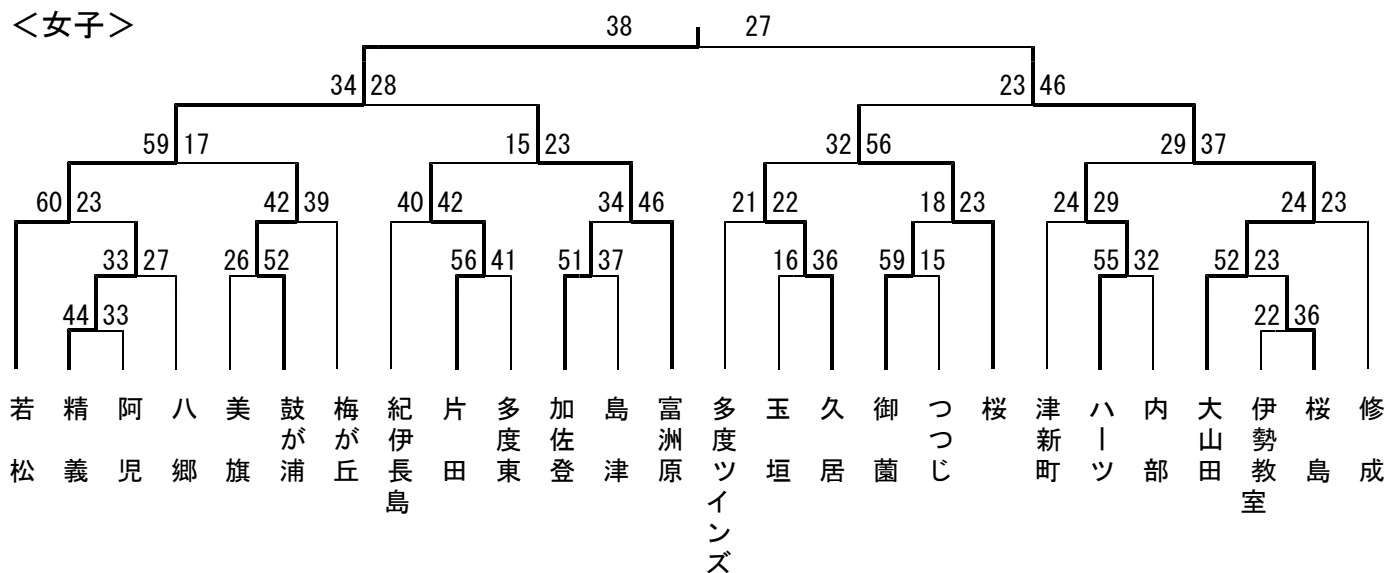 ＜女子＞
38 27
34 28 23 46
59 17 15 23 32 56 29 37
60 23 42 39 40 42 34 46 21 22 18 23 24 29 24 23
33 27 26 52 56 41 51 37 16 36 59 15 55 32 52 23
44 33 22 36
若松
精義
阿児
八郷
美旗
鼓が浦
梅が丘
紀伊長島
片田
多度東
加佐登
島津
富洲原
多度ツインズ
玉垣
久居
御薗
つつじ
桜
津新町
ハーツ
内部
大山田
伊勢教室
桜島
修成